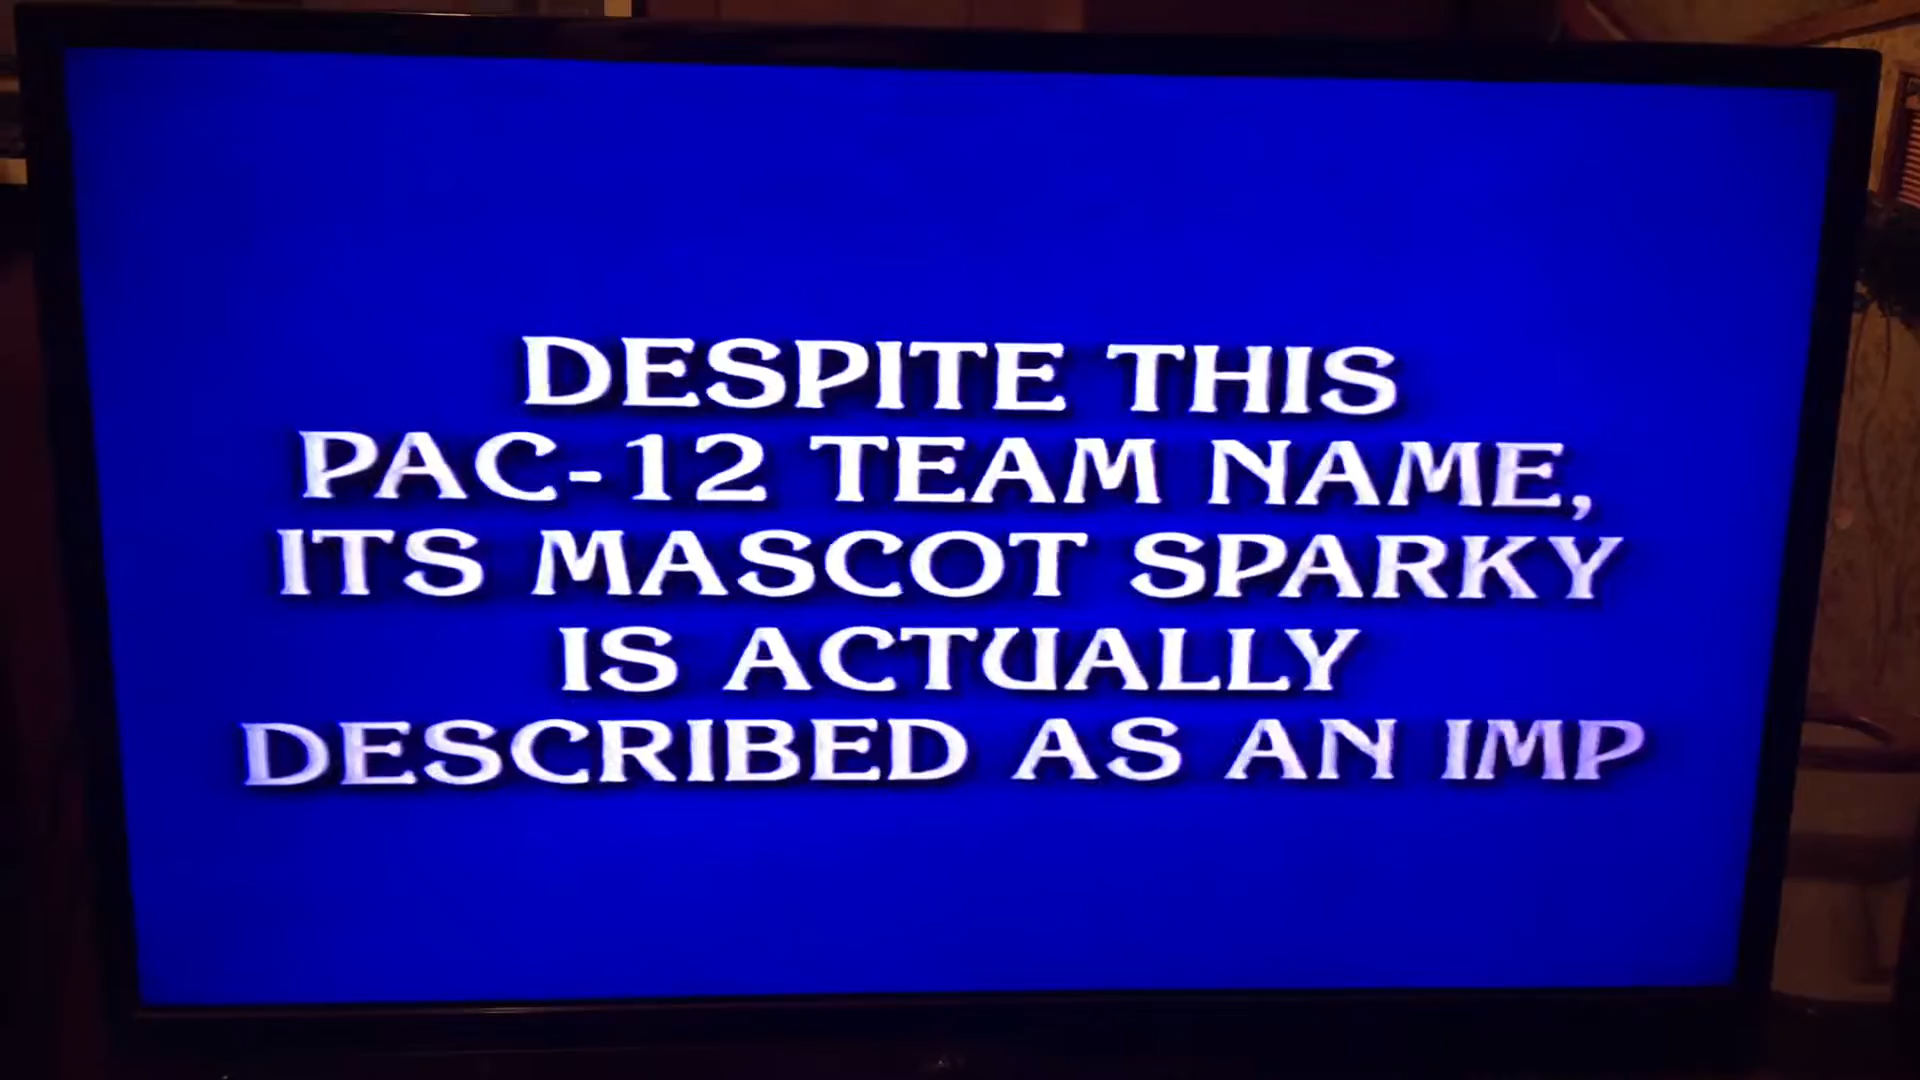 DESPITE THIS
PAC-12 TEAM NAME,
ITS MASCOT SPARKY
IS ACTUALLY
DESCRIBED AS AN IMP